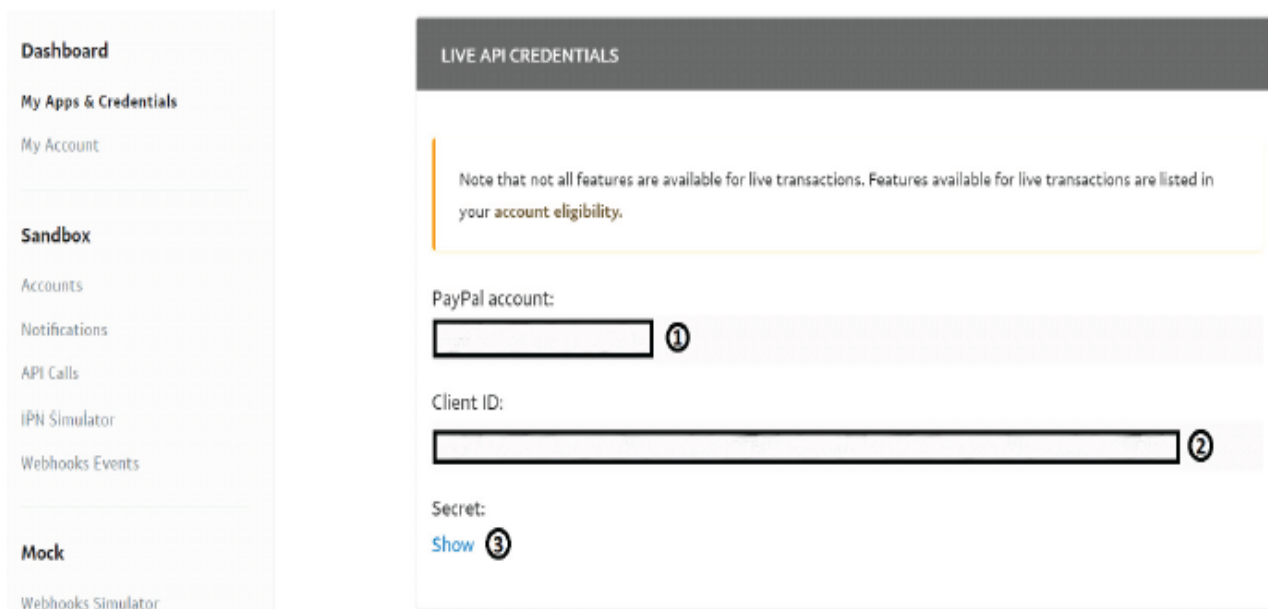 Dashboard
My Apps & Credentials
My Account
Sandbox
Accounts
Notifications
API Calls
IPN Simulator
Webhooks Events
Mock
Webhooks Simulator
LIVE API CREDENTIALS
Note that not all features are available for live transactions. Features available for live transactions are listed in
your account eligibility.
PayPal account:
①
Client ID:
②
Secret:
Show ③